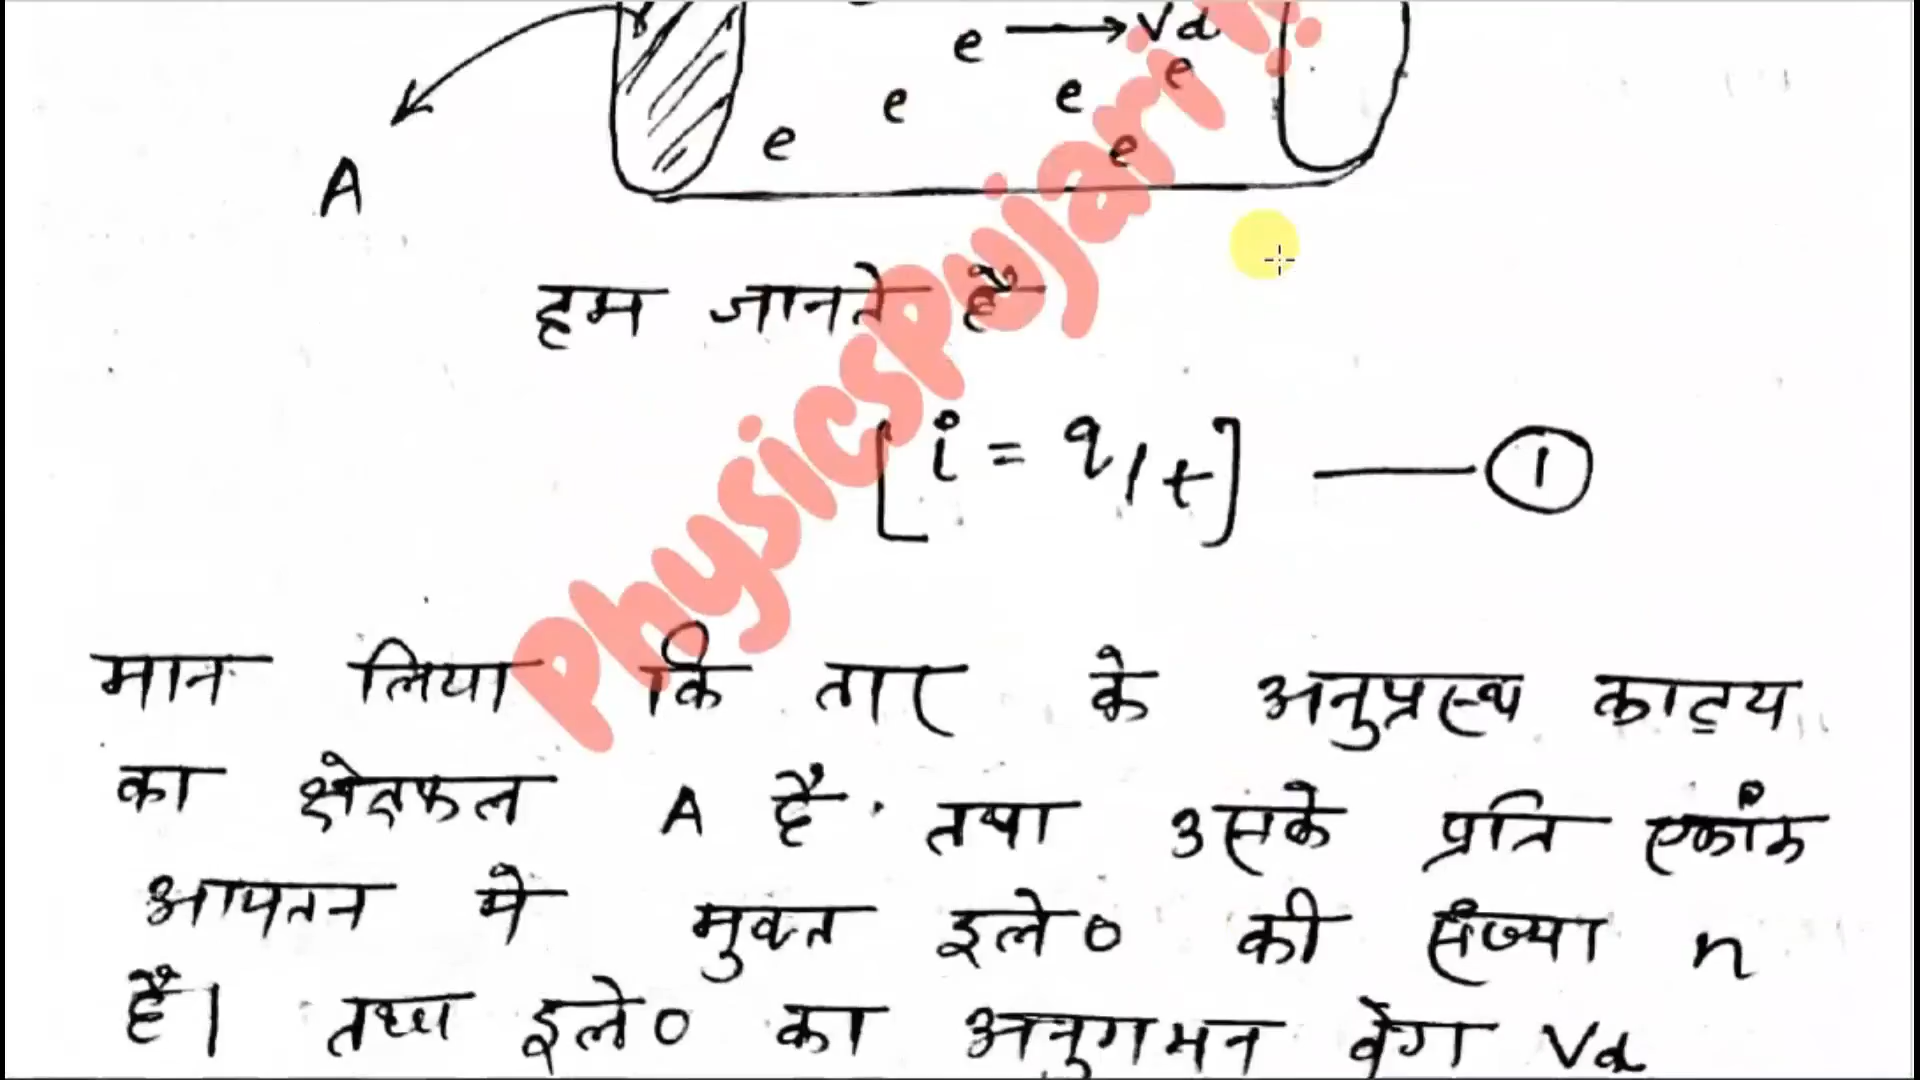 e → Vd
e
e e
e e
A
हम जानते है
[i = q/t] — ①
मान लिया कि तार के अनुप्रस्थ काट्य
का क्षेत्रफल A है. तथा उसके प्रति एकांक
आयतन मे मुक्त इले० की संख्या n
है। तथा इले० का अनुगमन वेग Vd
Physicspujari